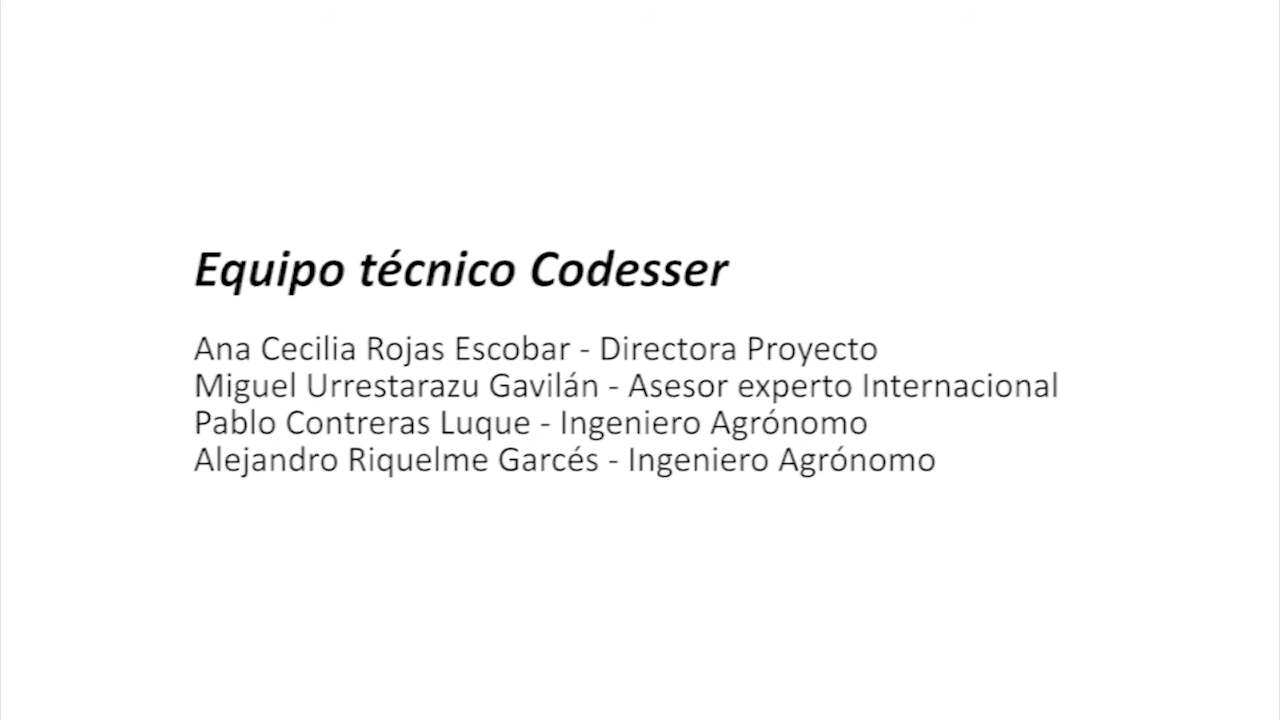 Equipo técnico Codesser
Ana Cecilia Rojas Escobar - Directora Proyecto
Miguel Urrestarazu Gavilán - Asesor experto Internacional
Pablo Contreras Luque - Ingeniero Agrónomo
Alejandro Riquelme Garcés - Ingeniero Agrónomo